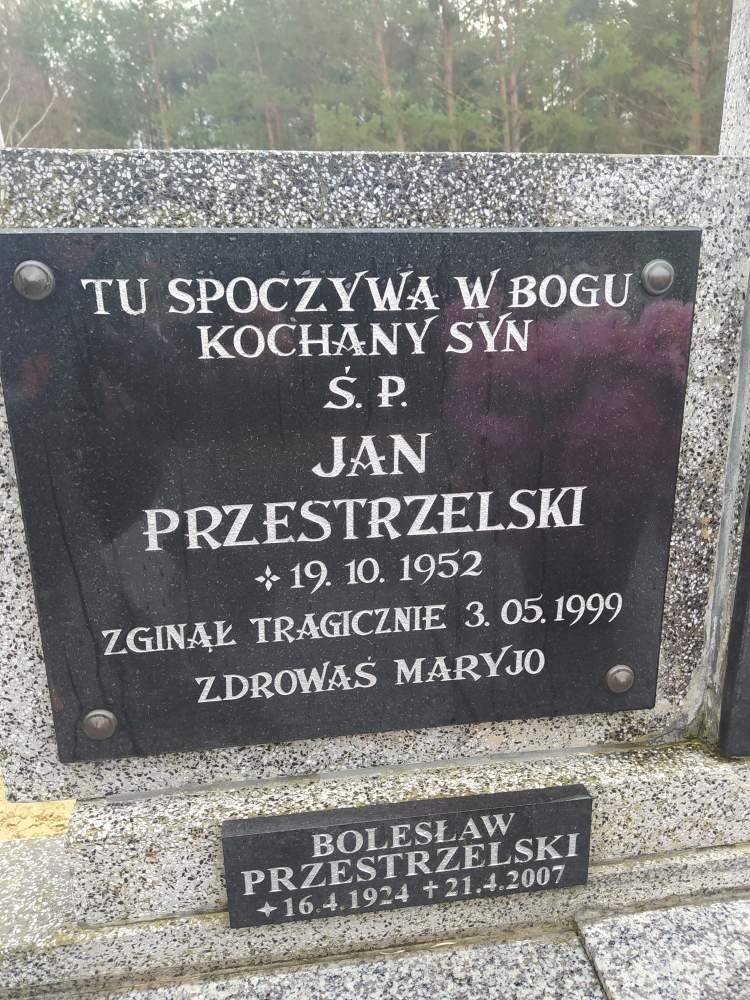 TU SPOCZYWA W BOGU
KOCHANY SYN
Ś. P.
JAN
PRZESTRZELSKI
19. 10. 1952
ZGINĄŁ TRAGICZNIE 3. 05. 1999
ZDROWAŚ MARYJO
BOLESŁAW
PRZESTRZELSKI
16.4.1924 ✝ 21.4.2007